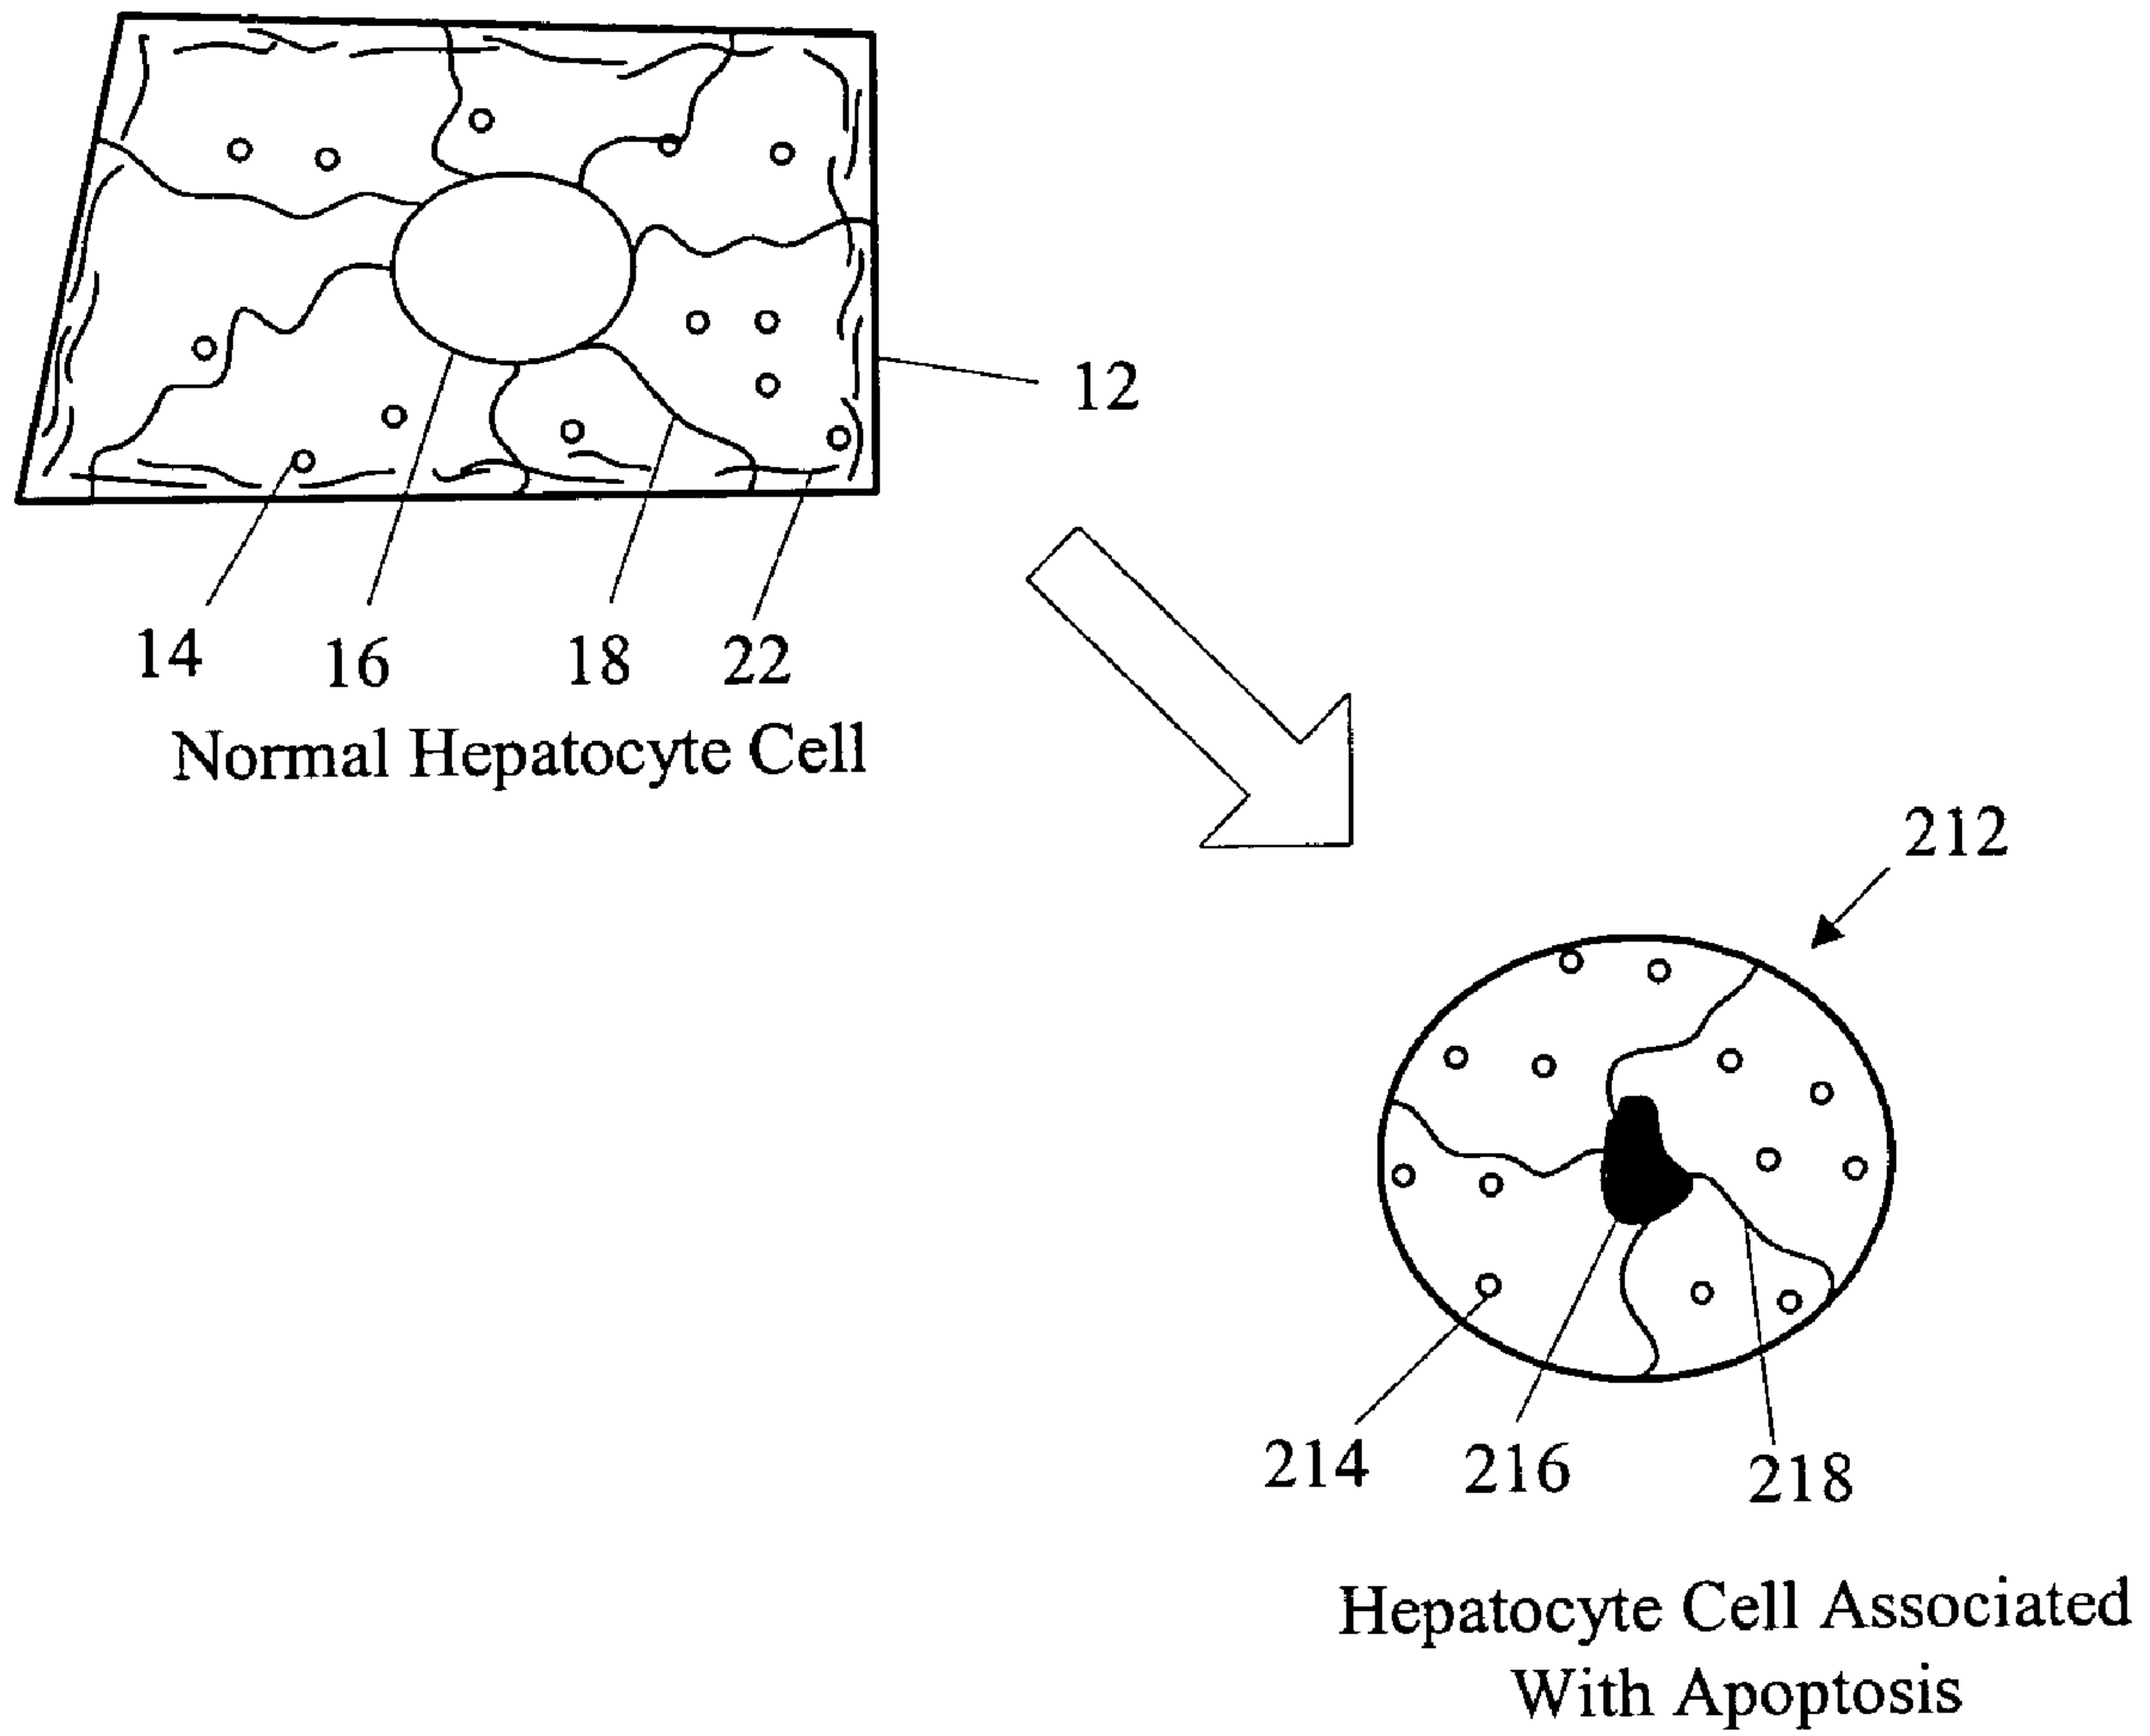 12
14 16 18 22
Normal Hepatocyte Cell
212
214 216 218
Hepatocyte Cell Associated
With Apoptosis